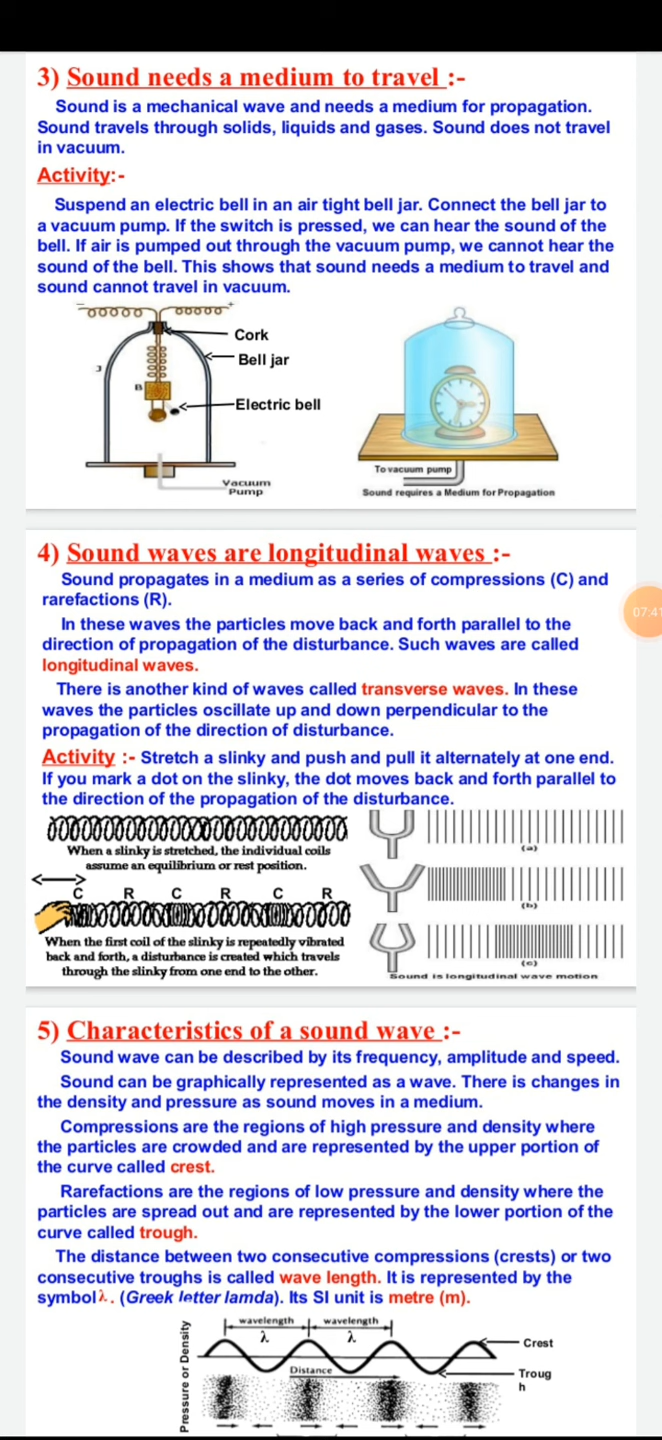 3) Sound needs a medium to travel :-
Sound is a mechanical wave and needs a medium for propagation.
Sound travels through solids, liquids and gases. Sound does not travel
in vacuum.
Activity:-
Suspend an electric bell in an air tight bell jar. Connect the bell jar to
a vacuum pump. If the switch is pressed, we can hear the sound of the
bell. If air is pumped out through the vacuum pump, we cannot hear the
sound of the bell. This shows that sound needs a medium to travel and
sound cannot travel in vacuum.
− +
Cork
Bell jar
J
B
Electric bell
Vacuum
Pump
To vacuum pump
Sound requires a Medium for Propagation
4) Sound waves are longitudinal waves :-
Sound propagates in a medium as a series of compressions (C) and
rarefactions (R).
In these waves the particles move back and forth parallel to the
direction of propagation of the disturbance. Such waves are called
longitudinal waves.
There is another kind of waves called transverse waves. In these
waves the particles oscillate up and down perpendicular to the
propagation of the direction of disturbance.
Activity :- Stretch a slinky and push and pull it alternately at one end.
If you mark a dot on the slinky, the dot moves back and forth parallel to
the direction of the propagation of the disturbance.
When a slinky is stretched, the individual coils
assume an equilibrium or rest position.
C R C R C R
When the first coil of the slinky is repeatedly vibrated
back and forth, a disturbance is created which travels
through the slinky from one end to the other.
(a)
(b)
(c)
Sound is longitudinal wave motion
07:41
5) Characteristics of a sound wave :-
Sound wave can be described by its frequency, amplitude and speed.
Sound can be graphically represented as a wave. There is changes in
the density and pressure as sound moves in a medium.
Compressions are the regions of high pressure and density where
the particles are crowded and are represented by the upper portion of
the curve called crest.
Rarefactions are the regions of low pressure and density where the
particles are spread out and are represented by the lower portion of the
curve called trough.
The distance between two consecutive compressions (crests) or two
consecutive troughs is called wave length. It is represented by the
symbol λ. (Greek letter lamda). Its SI unit is metre (m).
wavelength wavelength
λ λ
Crest
Distance
Troug
h
Pressure or Density